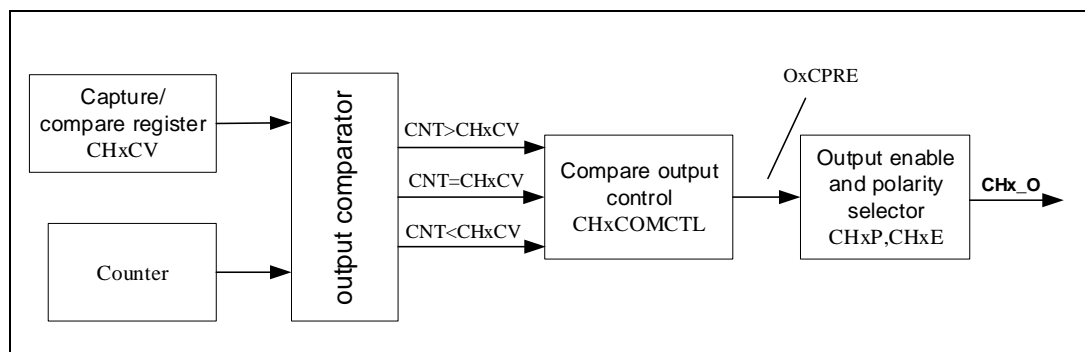 Capture/
compare register
CHxCV
Counter
output comparator
CNT>CHxCV
CNT=CHxCV
CNT<CHxCV
Compare output
control
CHxCOMCTL
OxCPRE
Output enable
and polarity
selector
CHxP,CHxE
CHx_O